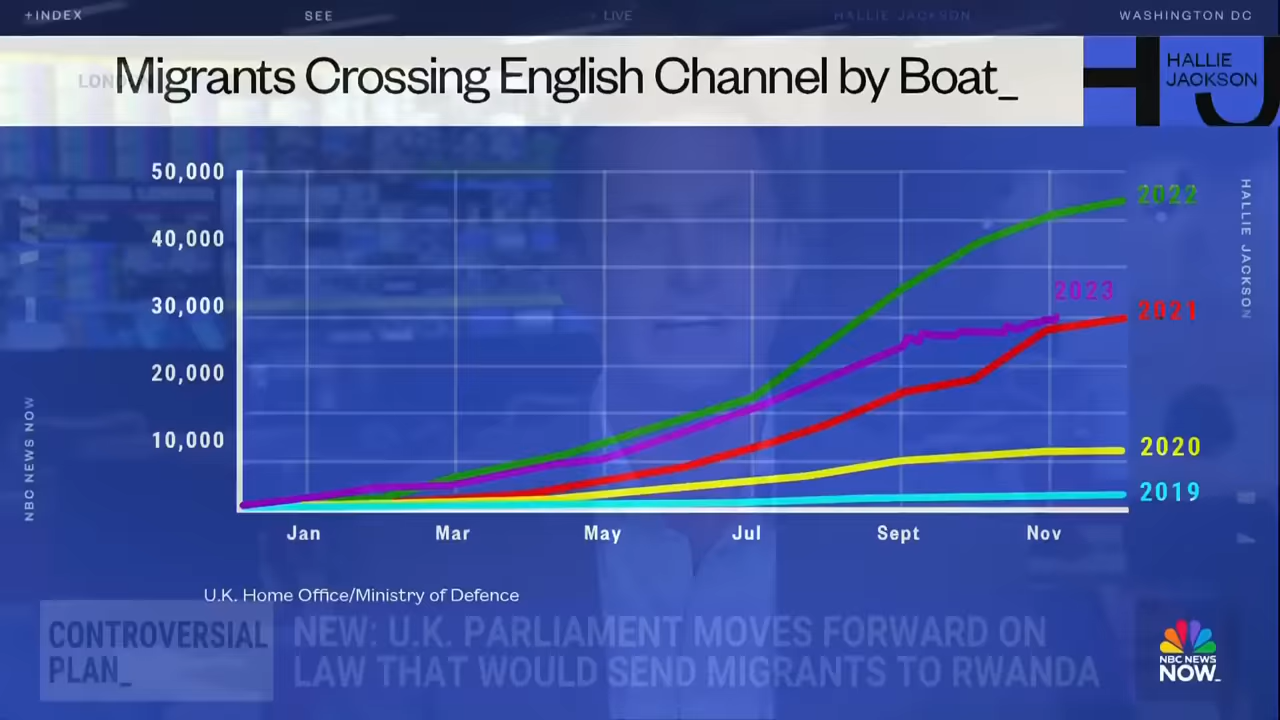 +INDEX
SEE
LIVE
HALLIE JACKSON
WASHINGTON DC
Migrants Crossing English Channel by Boat_
HALLIE
JACKSON
50,000
40,000
30,000
20,000
10,000
2022
2023
2021
2020
2019
Jan
Mar
May
Jul
Sept
Nov
HALLIE JACKSON
NBC NEWS NOW
U.K. Home Office/Ministry of Defence
CONTROVERSIAL
PLAN_
NEW: U.K. PARLIAMENT MOVES FORWARD ON
LAW THAT WOULD SEND MIGRANTS TO RWANDA
NBC NEWS
NOW_